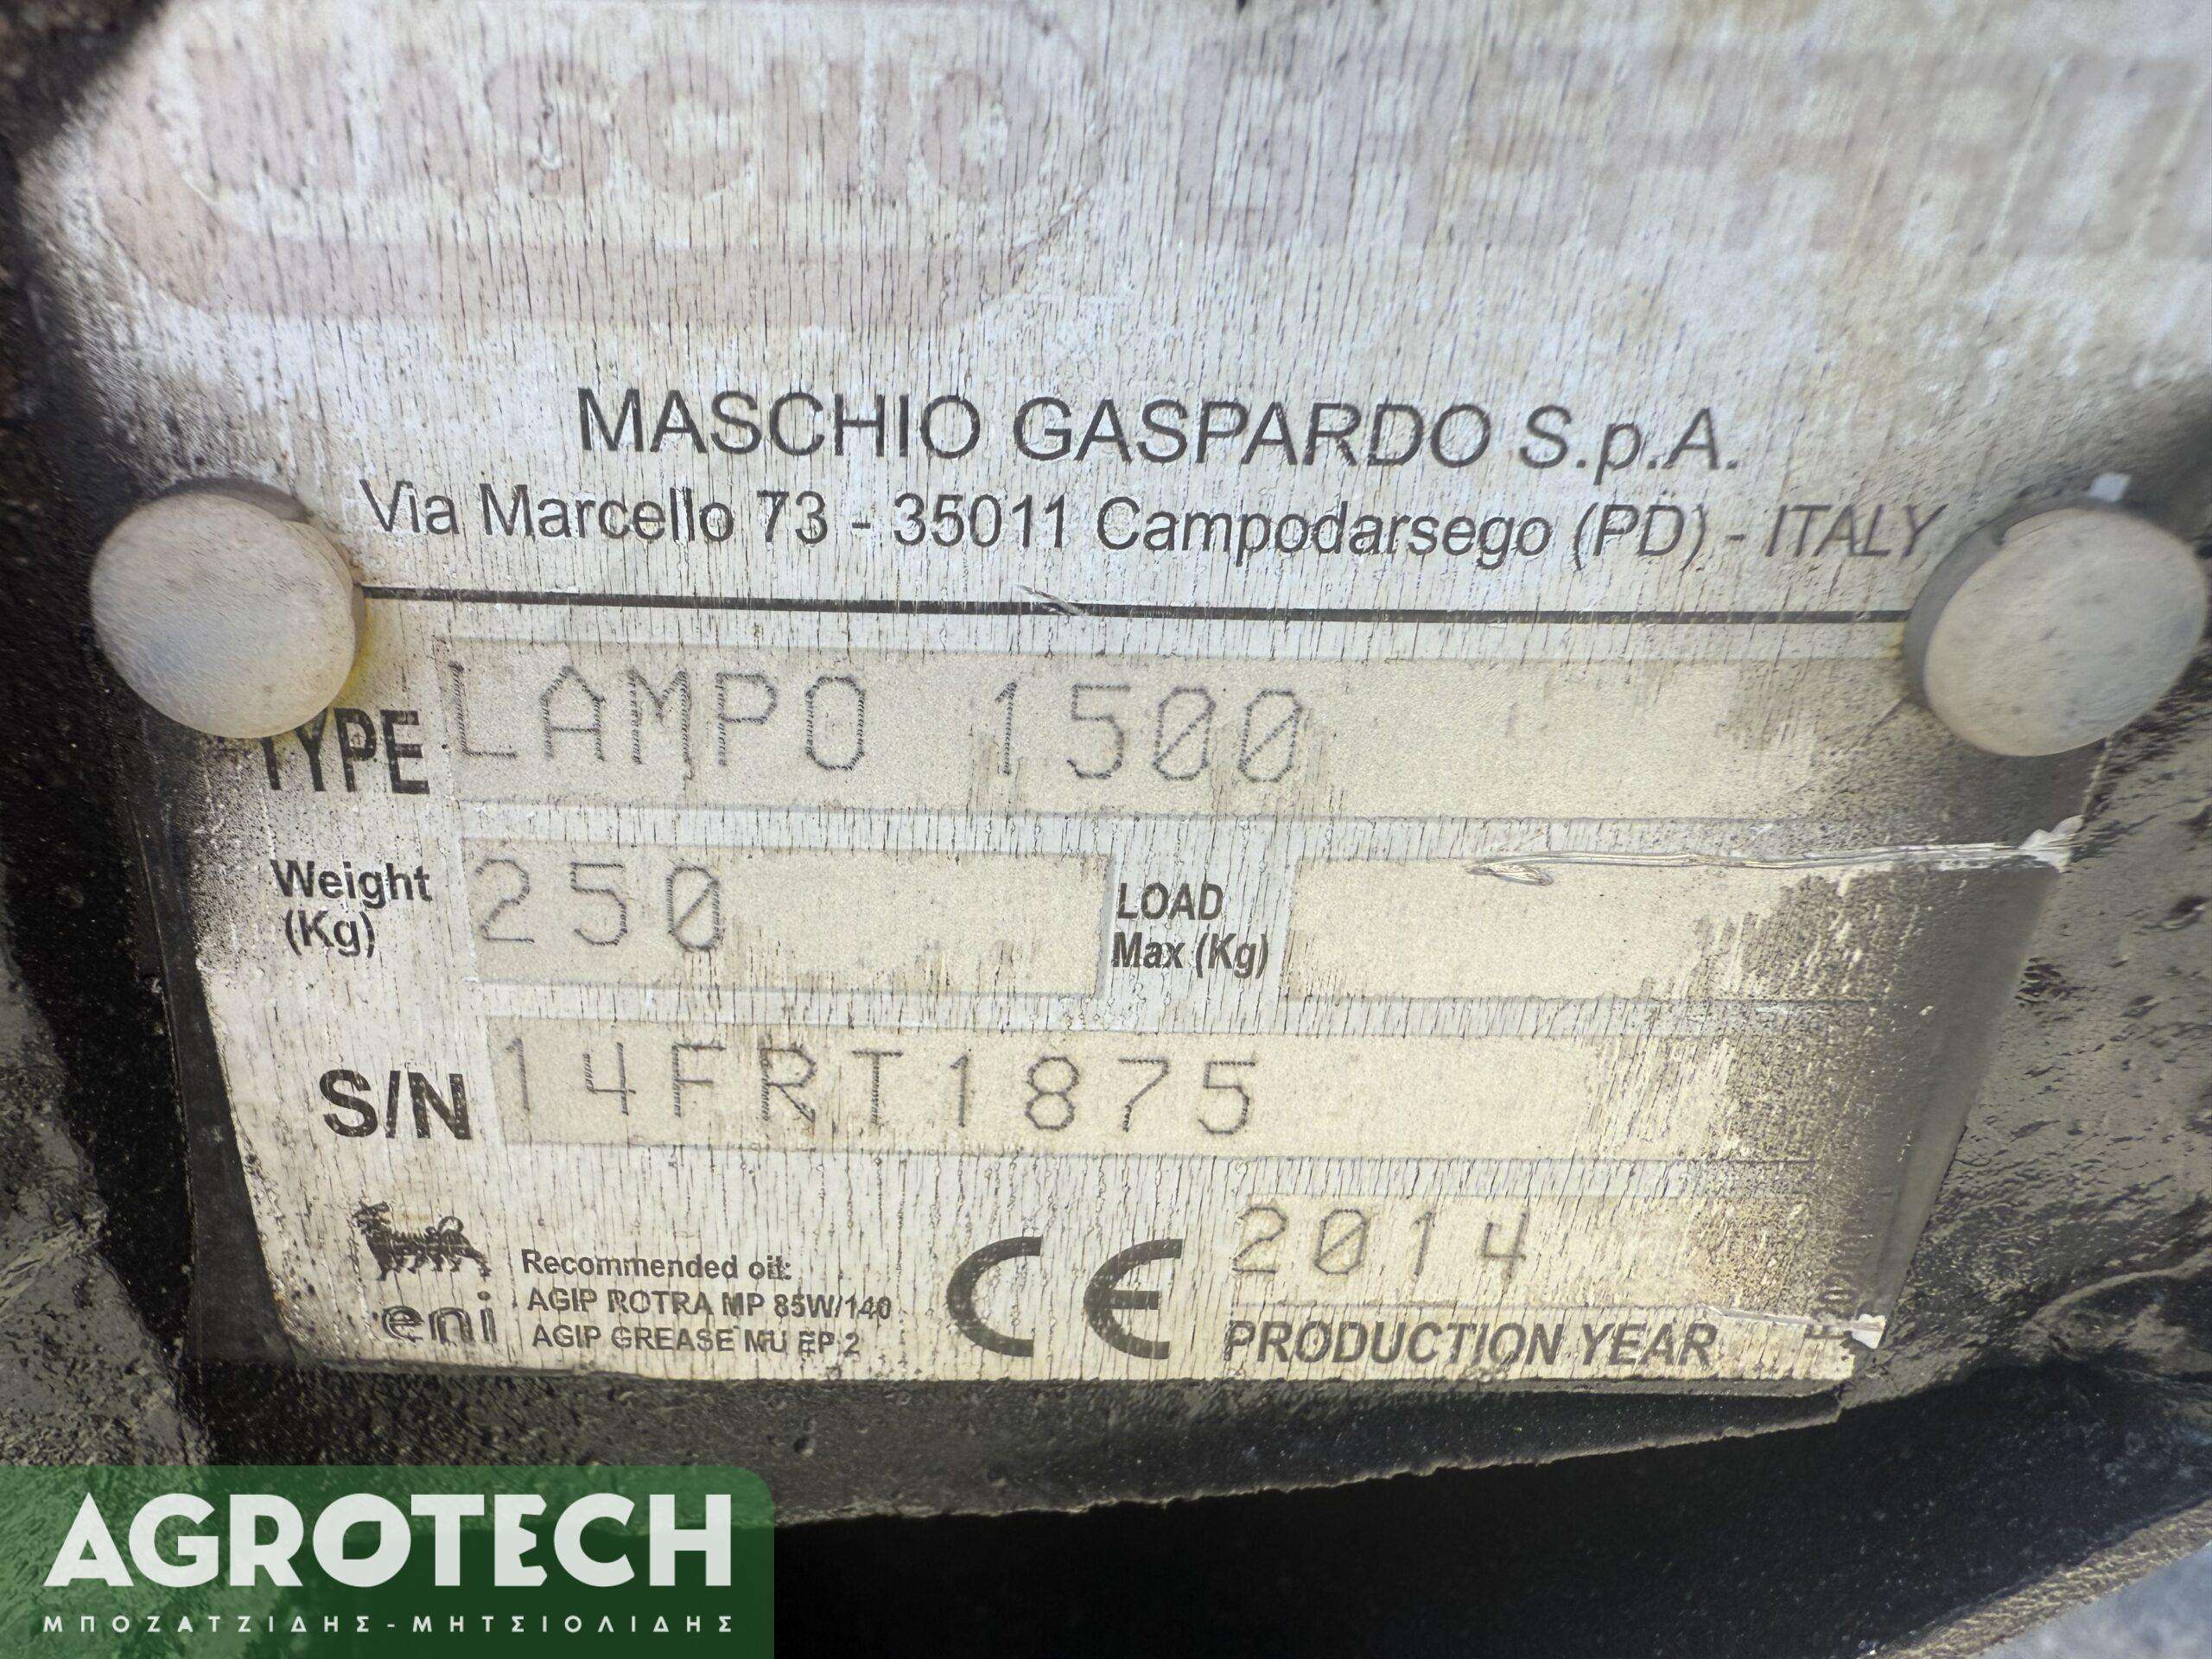 MASCHIO
MASCHIO GASPARDO S.p.A.
Via Marcello 73 - 35011 Campodarsego (PD) - ITALY
TYPE LAMPO 1500
Weight (Kg) 250 LOAD Max (Kg)
S/N 14FRT1875
eni
Recommended oil:
AGIP ROTRA MP 85W/140
AGIP GREASE MU EP 2
CE
2014
PRODUCTION YEAR
AGROTECH
ΜΠΟΖΑΤΖΙΔΗΣ-ΜΗΤΣΙΟΛΙΔΗΣ